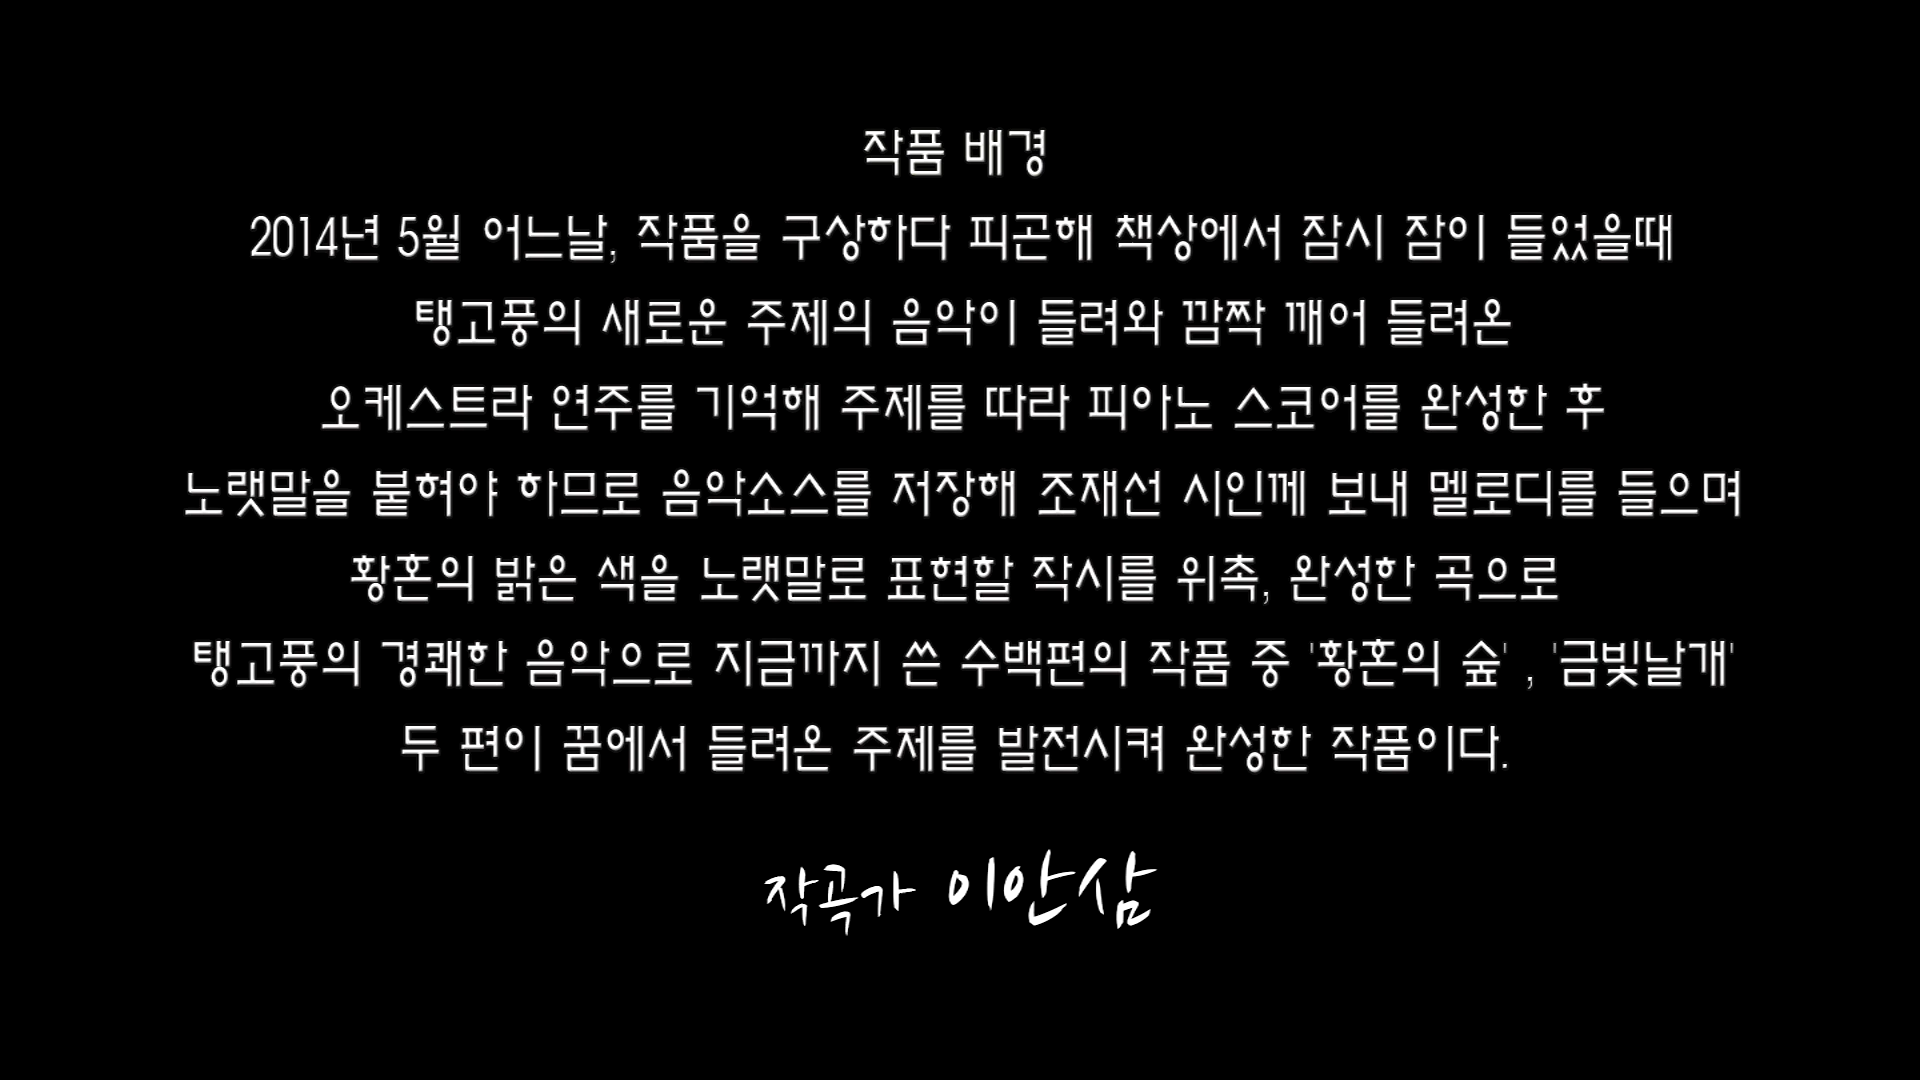 작품 배경
2014년 5월 어느날, 작품을 구상하다 피곤해 책상에서 잠시 잠이 들었을때
탱고풍의 새로운 주제의 음악이 들려와 깜짝 깨어 들려온
오케스트라 연주를 기억해 주제를 따라 피아노 스코어를 완성한 후
노랫말을 붙혀야 하므로 음악소스를 저장해 조재선 시인께 보내 멜로디를 들으며
황혼의 밝은 색을 노랫말로 표현할 작시를 위촉, 완성한 곡으로
탱고풍의 경쾌한 음악으로 지금까지 쓴 수백편의 작품 중 '황혼의 숲' , '금빛날개'
두 편이 꿈에서 들려온 주제를 발전시켜 완성한 작품이다.
작곡가 이안삼